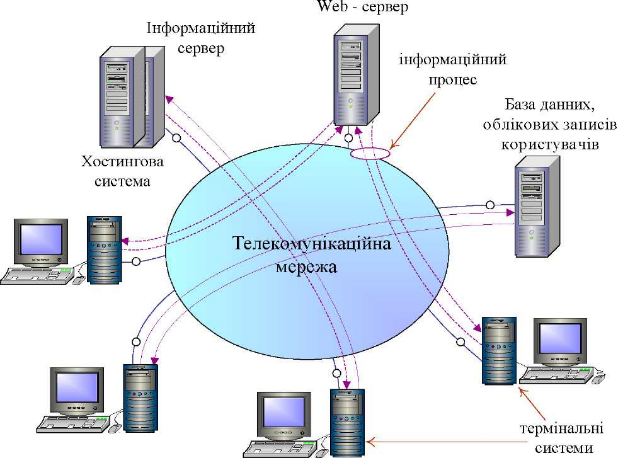 Web - сервер
Інформаційний
сервер
інформаційний
процес
База данних,
облікових записів
користувачів
Хостингова
система
Телекомунікаційна
мережа
термінальні
системи